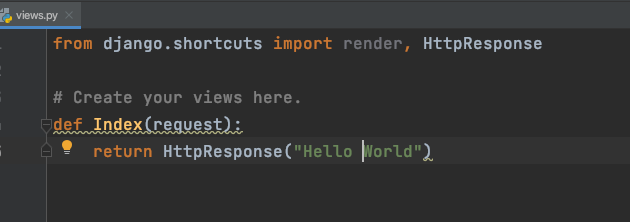 views.py
from django.shortcuts import render, HttpResponse
# Create your views here.
def Index(request):
    return HttpResponse("Hello World")